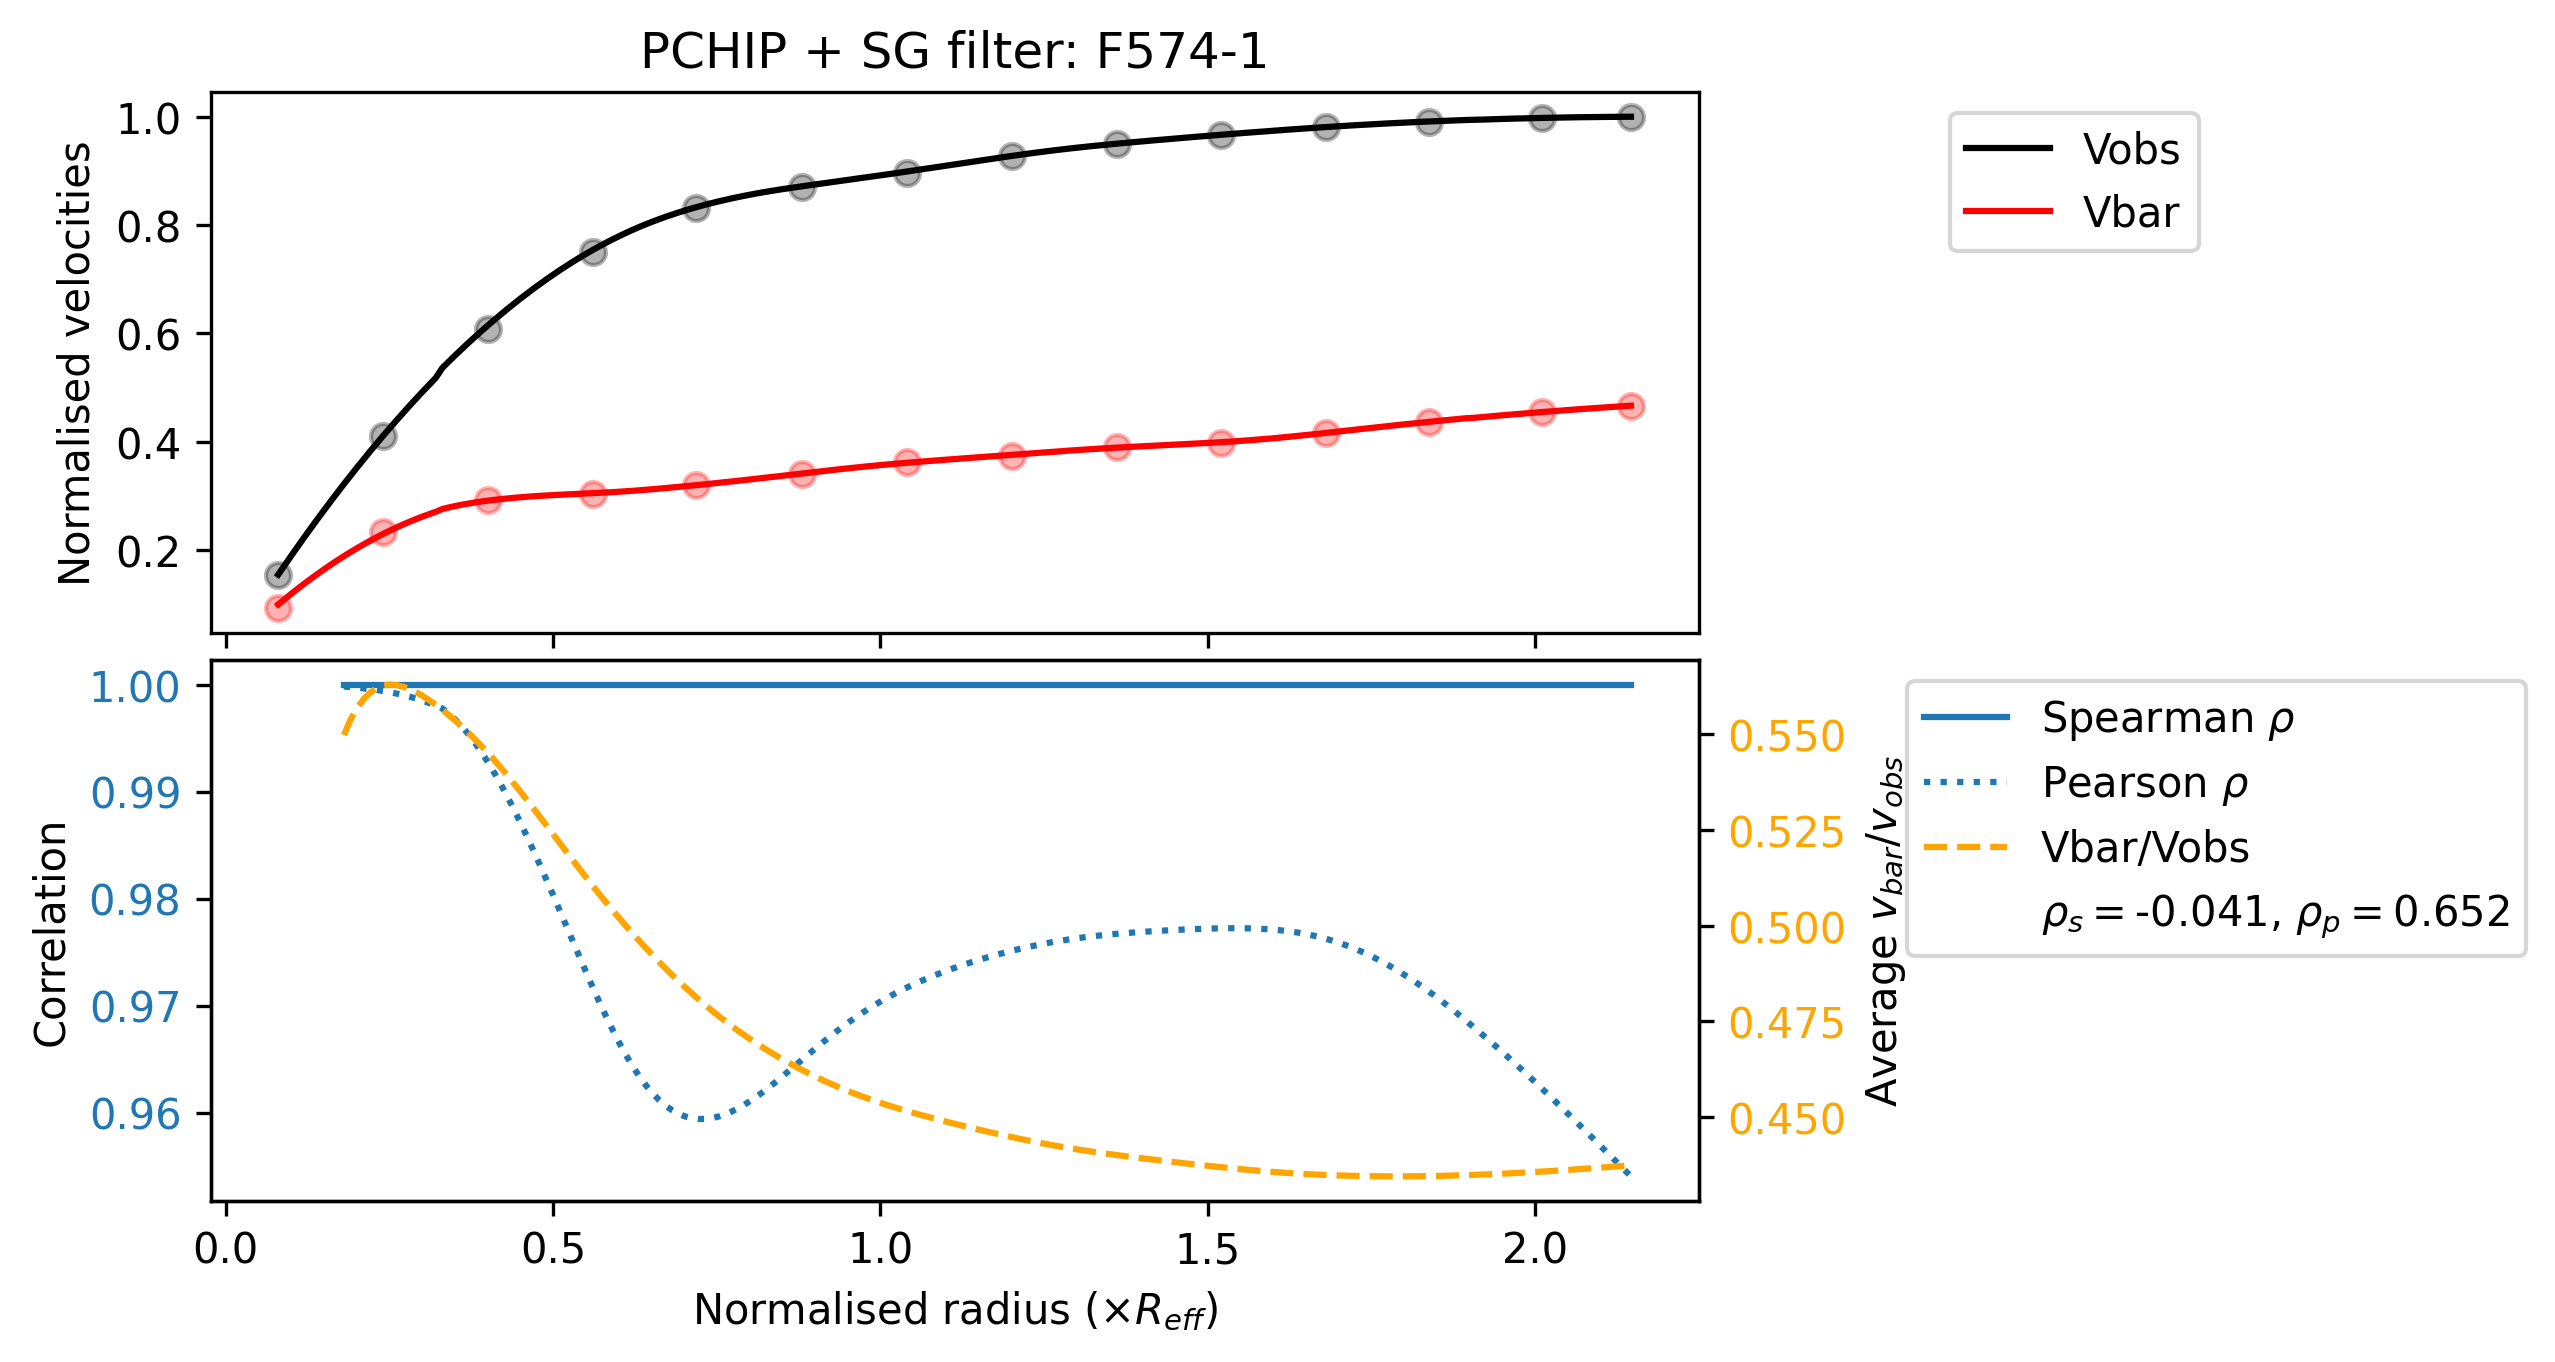 PCHIP + SG filter: F574-1
Normalised velocities
1.0
0.8
0.6
0.4
0.2
Vobs
Vbar
Correlation
1.00
0.99
0.98
0.97
0.96
0.550
0.525
0.500
0.475
0.450
Average v_bar/v_obs
Spearman ρ
Pearson ρ
Vbar/Vobs
ρ_s = -0.041, ρ_p = 0.652
0.0 0.5 1.0 1.5 2.0
Normalised radius (×R_eff)